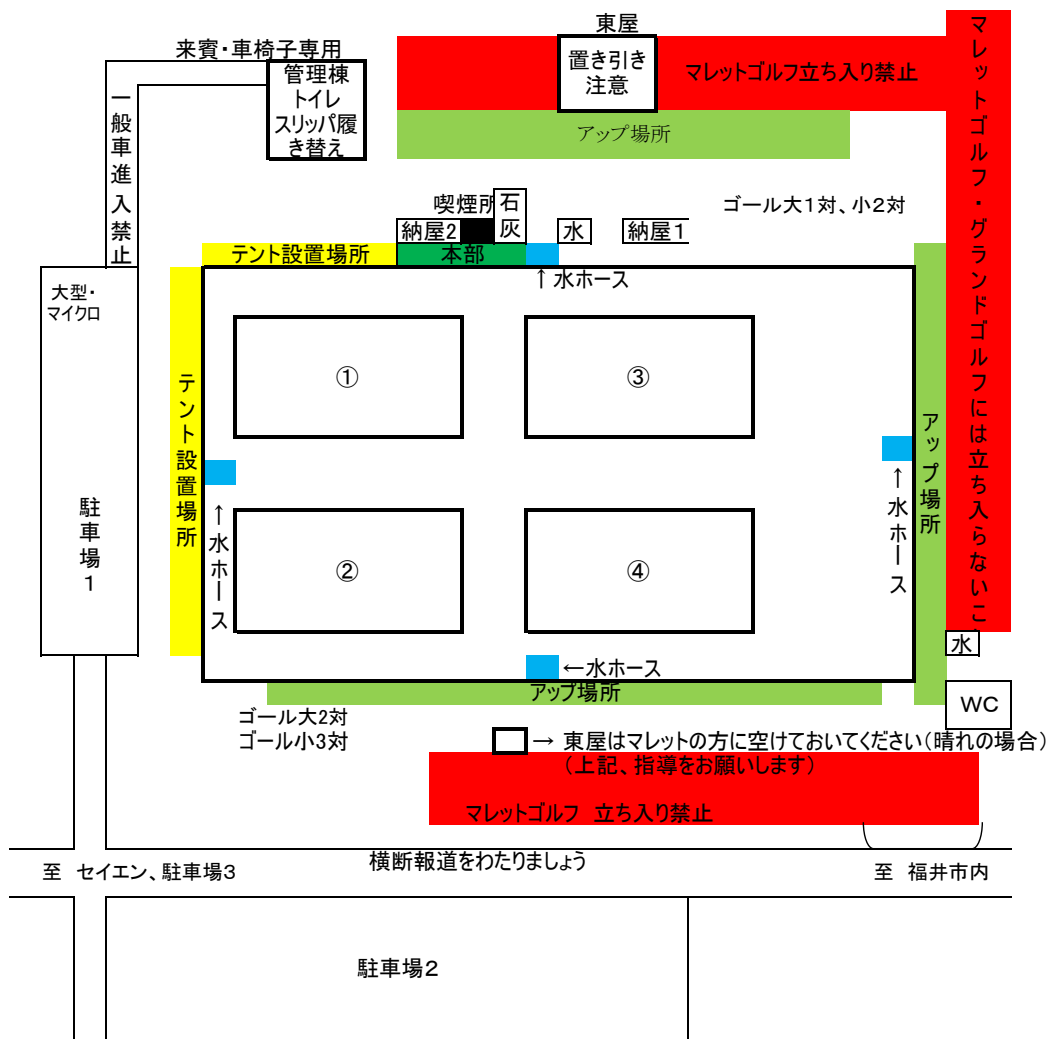 東屋
来賓・車椅子専用
管理棟
トイレ
スリッパ履
き替え
置き引き
注意
マレットゴルフ立ち入り禁止
アップ場所
マレットゴルフ・グランドゴルフには立ち入らないこ
一般車進入禁止
喫煙所
石灰
納屋2
水
納屋1
ゴール大1対、小2対
テント設置場所
本部
↑水ホース
大型・
マイクロ
駐車場1
テント設置場所
①
③
②
④
↑水ホース
↑水ホース
アップ場所
水
WC
←水ホース
アップ場所
ゴール大2対
ゴール小3対
→ 東屋はマレットの方に空けておいてください(晴れの場合)
(上記、指導をお願いします)
マレットゴルフ 立ち入り禁止
横断報道をわたりましょう
至 セイエン、駐車場3
至 福井市内
駐車場2